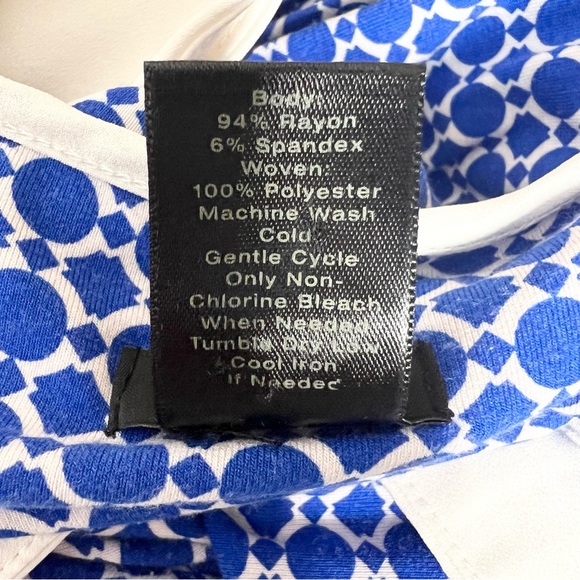 Body:
94% Rayon
6% Spandex
Woven:
100% Polyester
Machine Wash
Cold
Gentle Cycle
Only Non-
Chlorine Bleach
When Needed
Tumble Dry Low
Cool Iron
If Needed